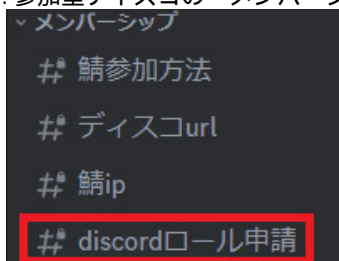 メンバーシップ
鯖参加方法
ディスコurl
鯖ip
discordロール申請